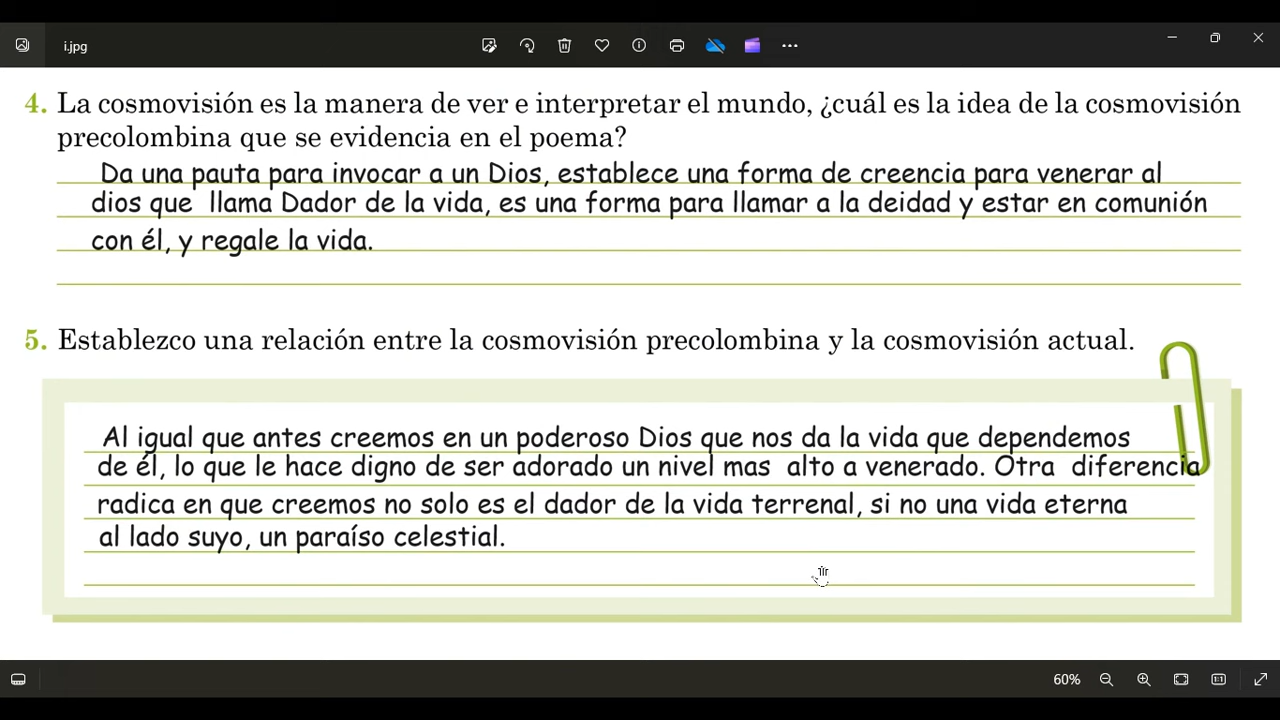 i.jpg
4. La cosmovisión es la manera de ver e interpretar el mundo, ¿cuál es la idea de la cosmovisión
precolombina que se evidencia en el poema?
Da una pauta para invocar a un Dios, establece una forma de creencia para venerar al
dios que llama Dador de la vida, es una forma para llamar a la deidad y estar en comunión
con él, y regale la vida.
5. Establezco una relación entre la cosmovisión precolombina y la cosmovisión actual.
Al igual que antes creemos en un poderoso Dios que nos da la vida que dependemos
de él, lo que le hace digno de ser adorado un nivel mas alto a venerado. Otra diferencia
radica en que creemos no solo es el dador de la vida terrenal, si no una vida eterna
al lado suyo, un paraíso celestial.
60%